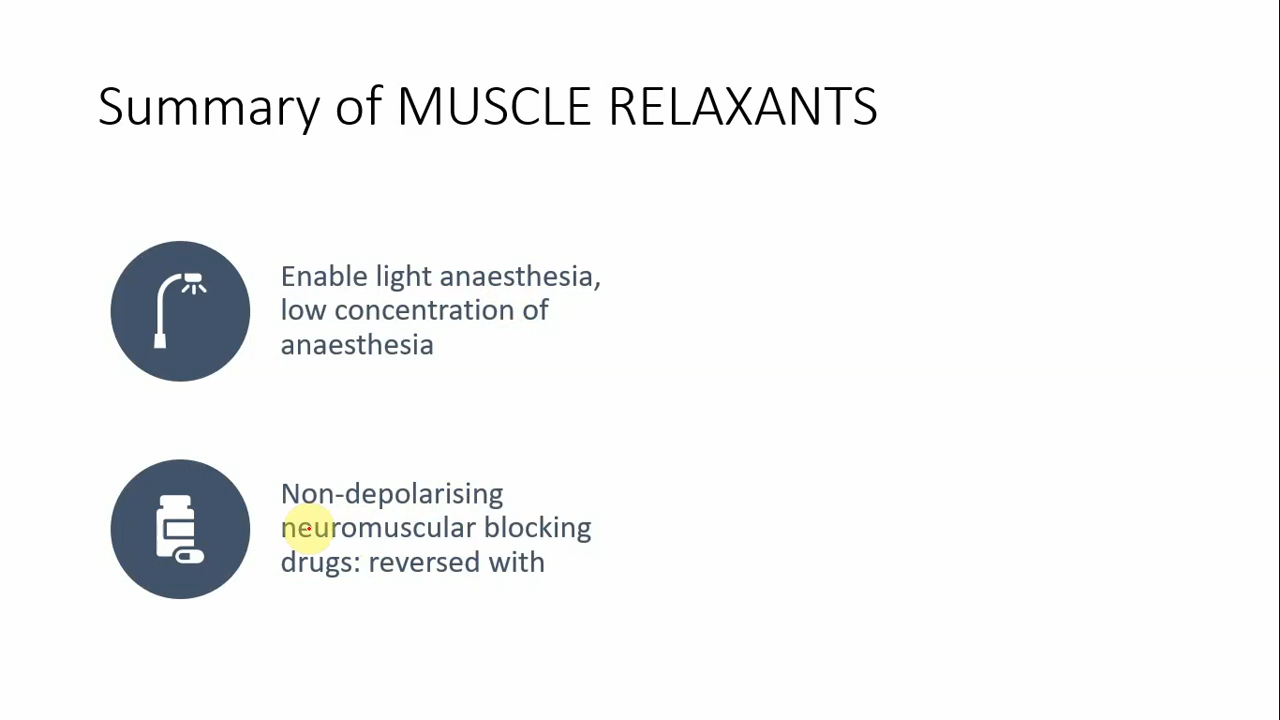 Summary of MUSCLE RELAXANTS
Enable light anaesthesia,
low concentration of
anaesthesia
Non-depolarising
neuromuscular blocking
drugs: reversed with